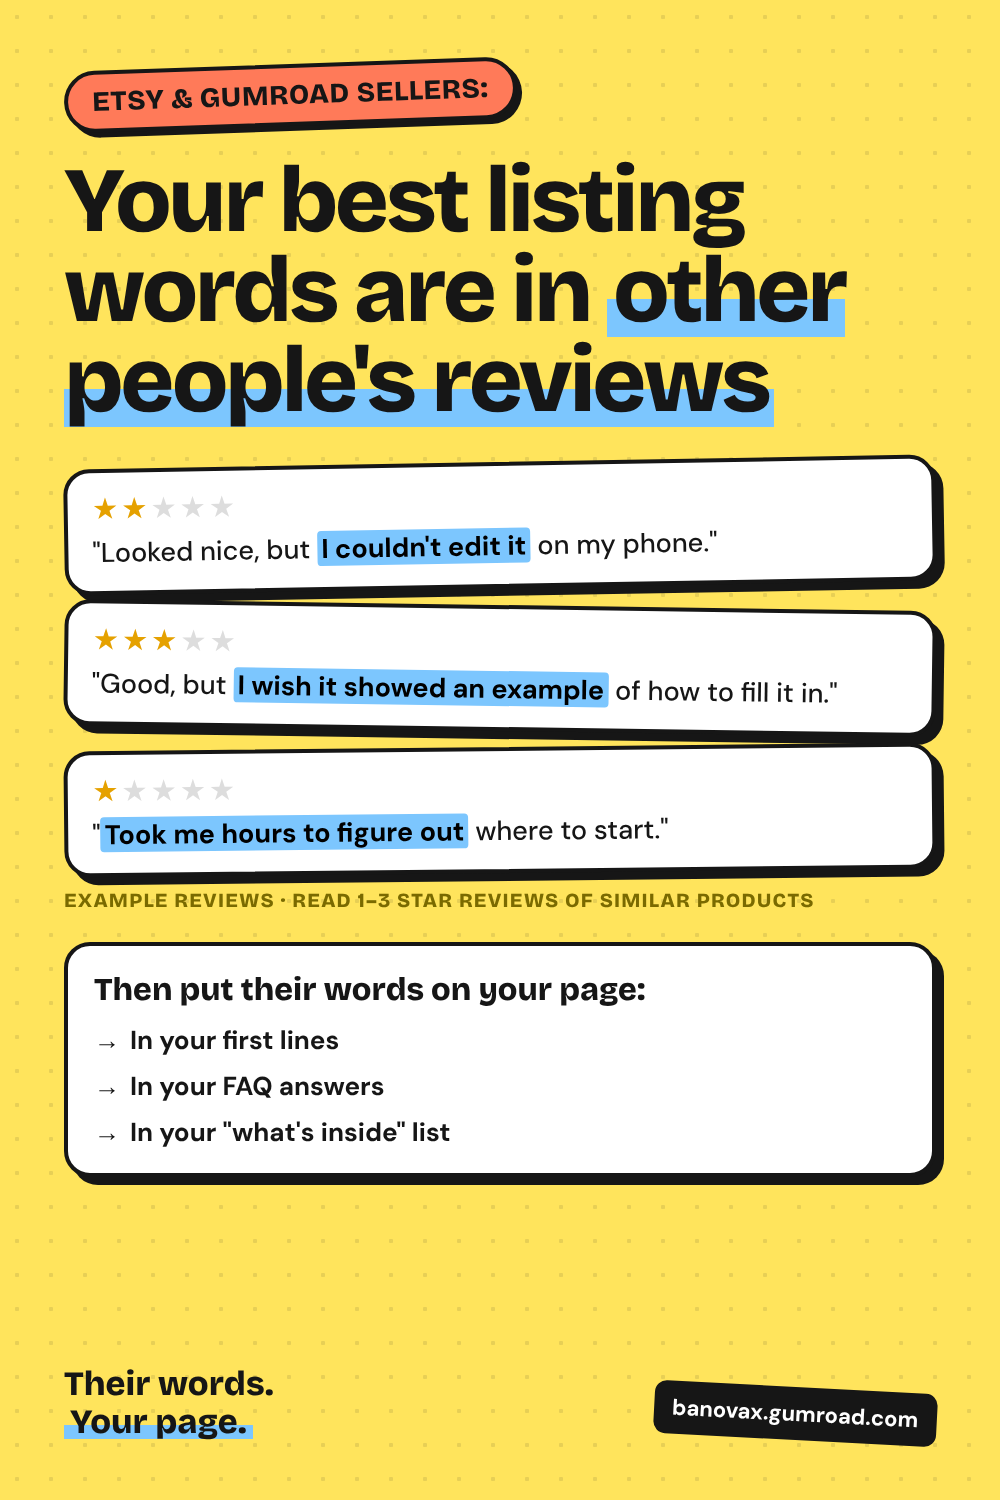 ETSY & GUMROAD SELLERS:
Your best listing
words are in other
people's reviews
★★★★★
"Looked nice, but I couldn't edit it on my phone."
★★★★★
"Good, but I wish it showed an example of how to fill it in."
★★★★★
"Took me hours to figure out where to start."
EXAMPLE REVIEWS · READ 1–3 STAR REVIEWS OF SIMILAR PRODUCTS
Then put their words on your page:
→ In your first lines
→ In your FAQ answers
→ In your "what's inside" list
Their words.
Your page.
banovax.gumroad.com